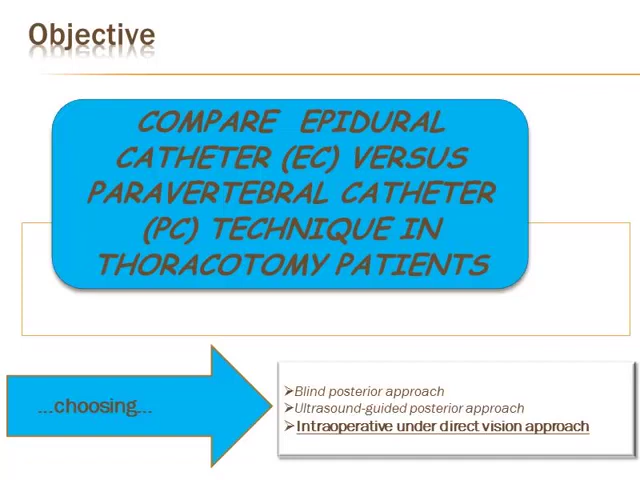 Objective
COMPARE EPIDURAL
CATHETER (EC) VERSUS
PARAVERTEBRAL CATHETER
(PC) TECHNIQUE IN
THORACOTOMY PATIENTS
...choosing...
➢Blind posterior approach
➢Ultrasound-guided posterior approach
➢Intraoperative under direct vision approach